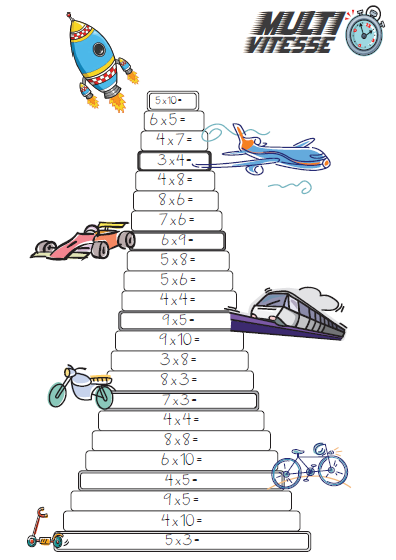 MULTI
VITESSE
5x10=
6x5=
4x7=
3x4=
4x8=
8x6=
7x6=
6x9=
5x8=
5x6=
4x4=
9x5=
9x10=
3x8=
8x3=
7x3=
4x4=
8x8=
6x10=
4x5=
9x5=
4x10=
5x3=